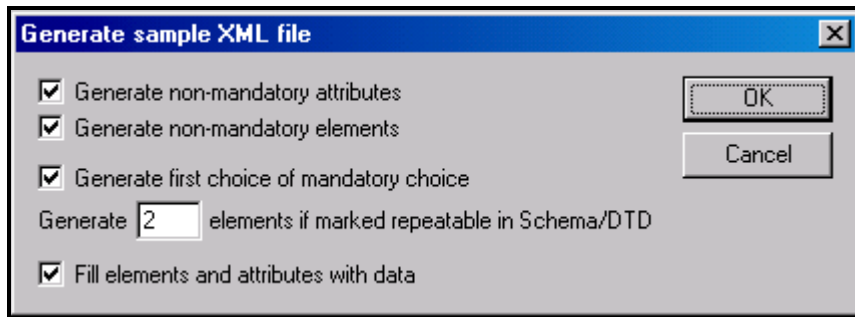 Generate sample XML file
Generate non-mandatory attributes
OK
Generate non-mandatory elements
Cancel
Generate first choice of mandatory choice
Generate 2 elements if marked repeatable in Schema/DTD
Fill elements and attributes with data